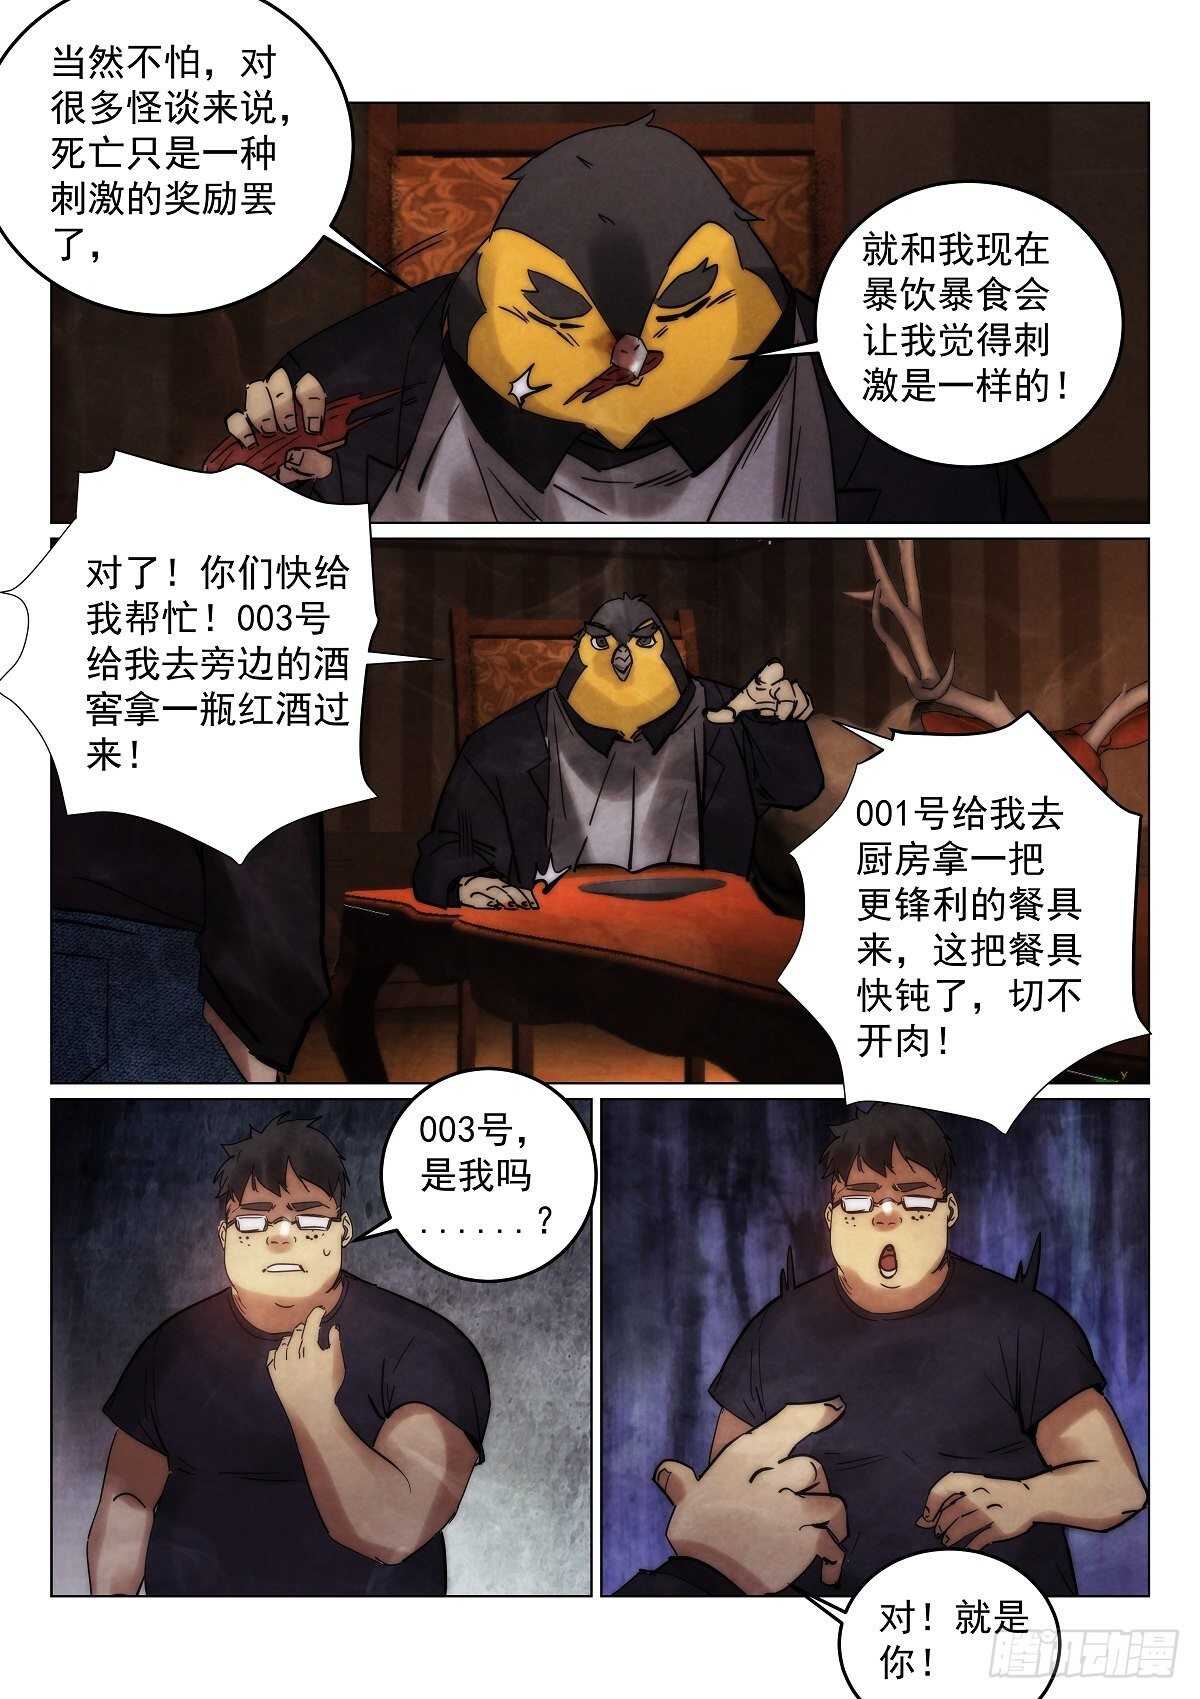 当然不怕，对
很多怪谈来说，
死亡只是一种
刺激的奖励罢
了，
就和我现在
暴饮暴食会
让我觉得刺
激是一样的！
对了！你们快给
我帮忙！003号
给我去旁边的酒
窖拿一瓶红酒过
来！
001号给我去
厨房拿一把
更锋利的餐具
来，这把餐具
快钝了，切不
开肉！
003号，
是我吗
......？
对！就是
你！
腾讯动漫